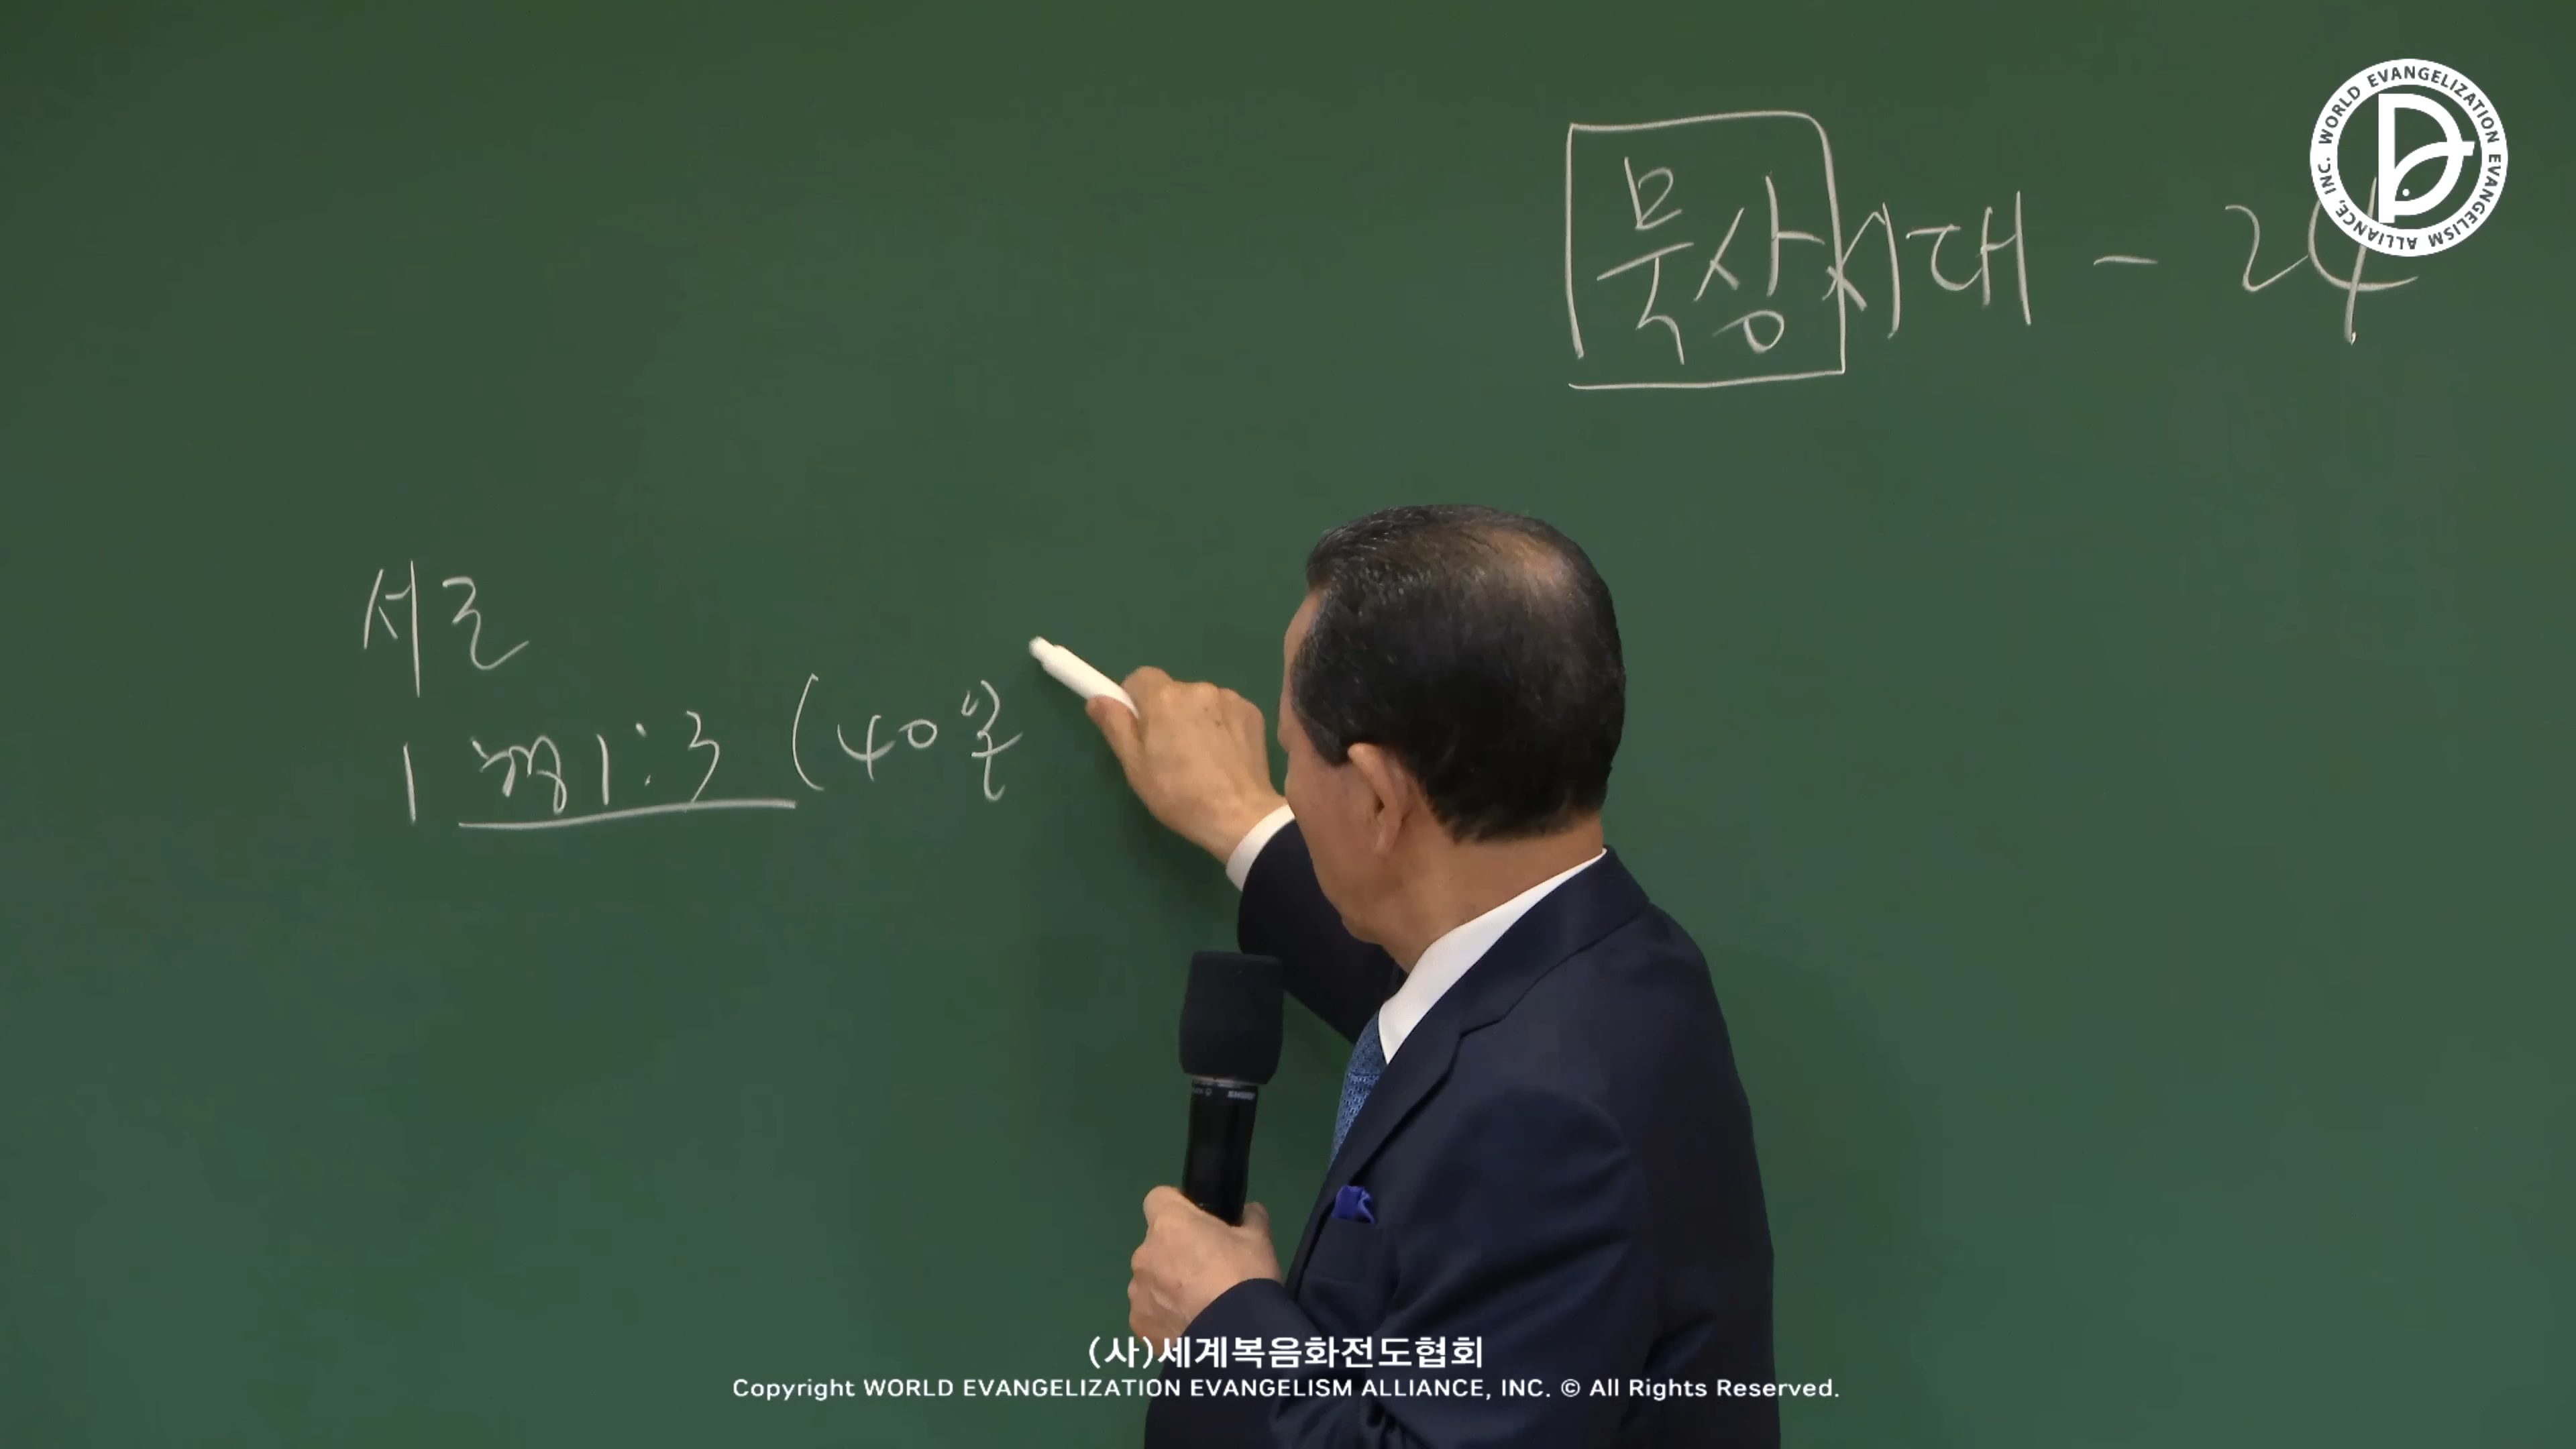 WORLD EVANGELIZATION EVANGELISM ALLIANCE, INC.
묵상시대 - 24
서론
1 행1:3 (40일
(사)세계복음화전도협회
Copyright WORLD EVANGELIZATION EVANGELISM ALLIANCE, INC. © All Rights Reserved.